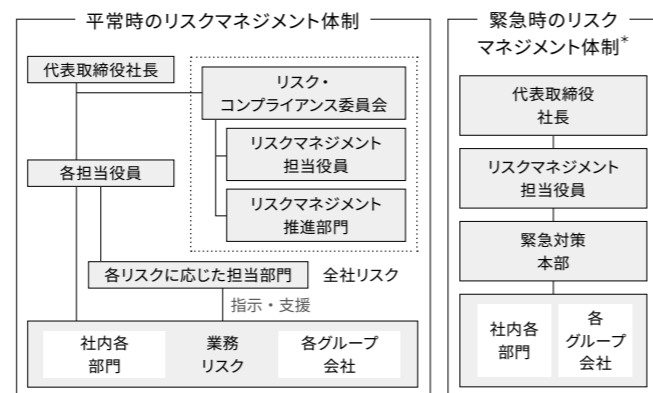 平常時のリスクマネジメント体制
代表取締役社長
リスク・
コンプライアンス委員会
リスクマネジメント
担当役員
各担当役員
リスクマネジメント
推進部門
各リスクに応じた担当部門
全社リスク
指示・支援
社内各
部門
業務
リスク
各グループ
会社
緊急時のリスク
マネジメント体制*
代表取締役
社長
リスクマネジメント
担当役員
緊急対策
本部
社内各
部門
各
グループ
会社